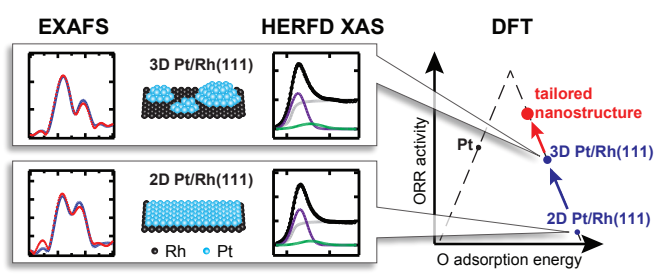 EXAFS
HERFD XAS
DFT
3D Pt/Rh(111)
2D Pt/Rh(111)
Rh
Pt
ORR activity
tailored
nanostructure
Pt
3D Pt/Rh(111)
2D Pt/Rh(111)
O adsorption energy